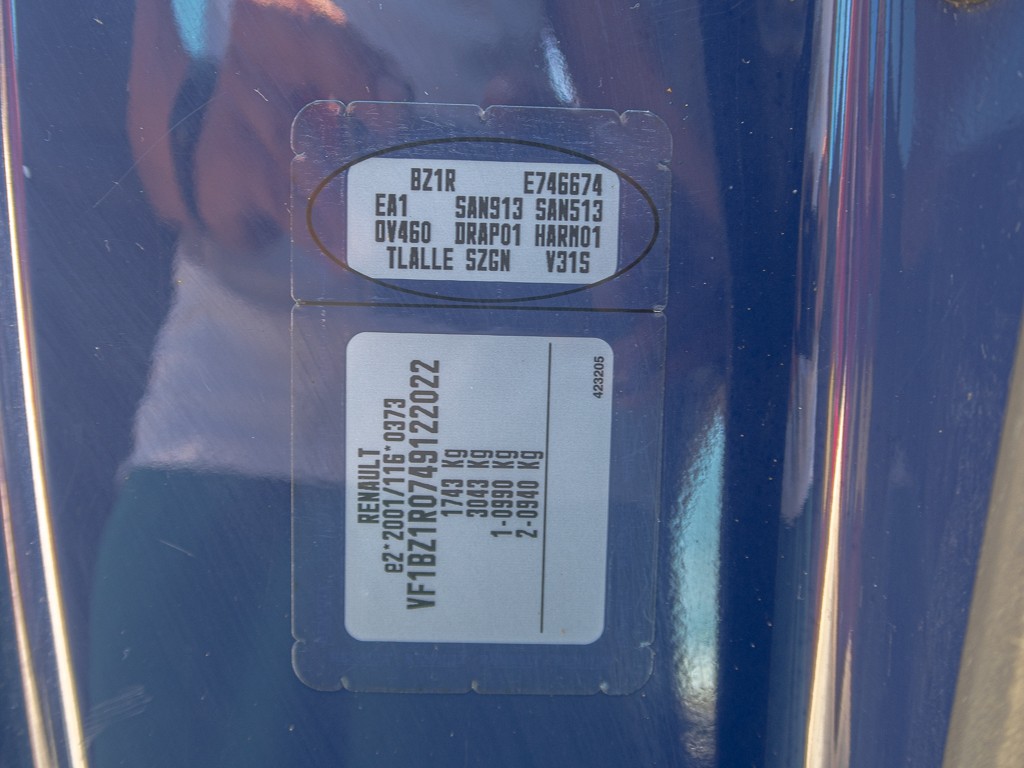 BZ1R E746674
EA1 SAN913 SAN513
OV460 DRAP01 HARM01
TLALLE SZGN V31S
RENAULT
e2*2001/116*0373
VF1BZ1R0749122022
1743 Kg
3043 Kg
1-0990 Kg
2-0940 Kg
423205